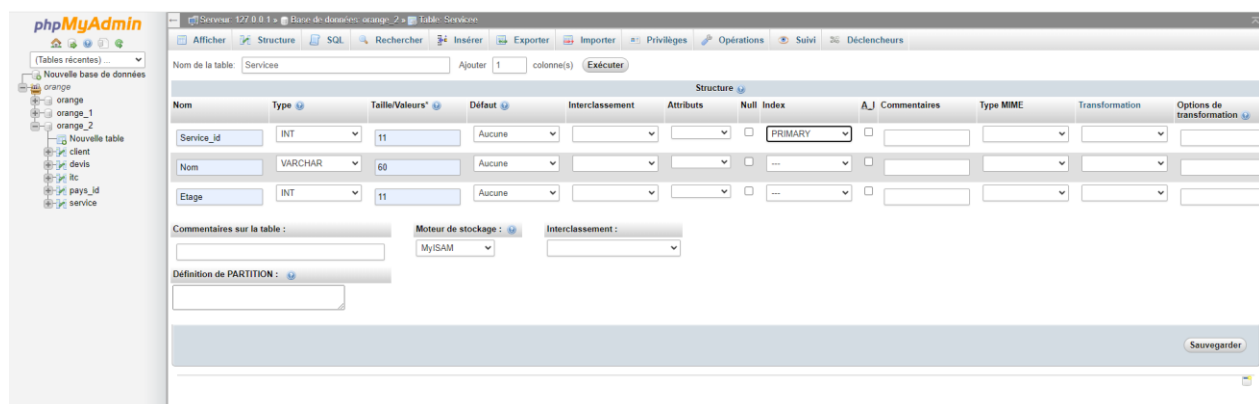 phpMyAdmin
(Tables récentes) ...
Nouvelle base de données
orange
orange
orange_1
orange_2
Nouvelle table
client
devis
itc
pays_id
service
Serveur: 127.0.0.1 » Base de données: orange_2 » Table: Servicee
Afficher Structure SQL Rechercher Insérer Exporter Importer Privilèges Opérations Suivi Déclencheurs
Nom de la table: Servicee Ajouter 1 colonne(s) Exécuter
Structure
Nom Type Taille/Valeurs* Défaut Interclassement Attributs Null Index A_I Commentaires Type MIME Transformation Options de transformation
Service_id INT 11 Aucune PRIMARY
Nom VARCHAR 60 Aucune ---
Etage INT 11 Aucune ---
Commentaires sur la table : Moteur de stockage : Interclassement :
MyISAM
Définition de PARTITION :
Sauvegarder